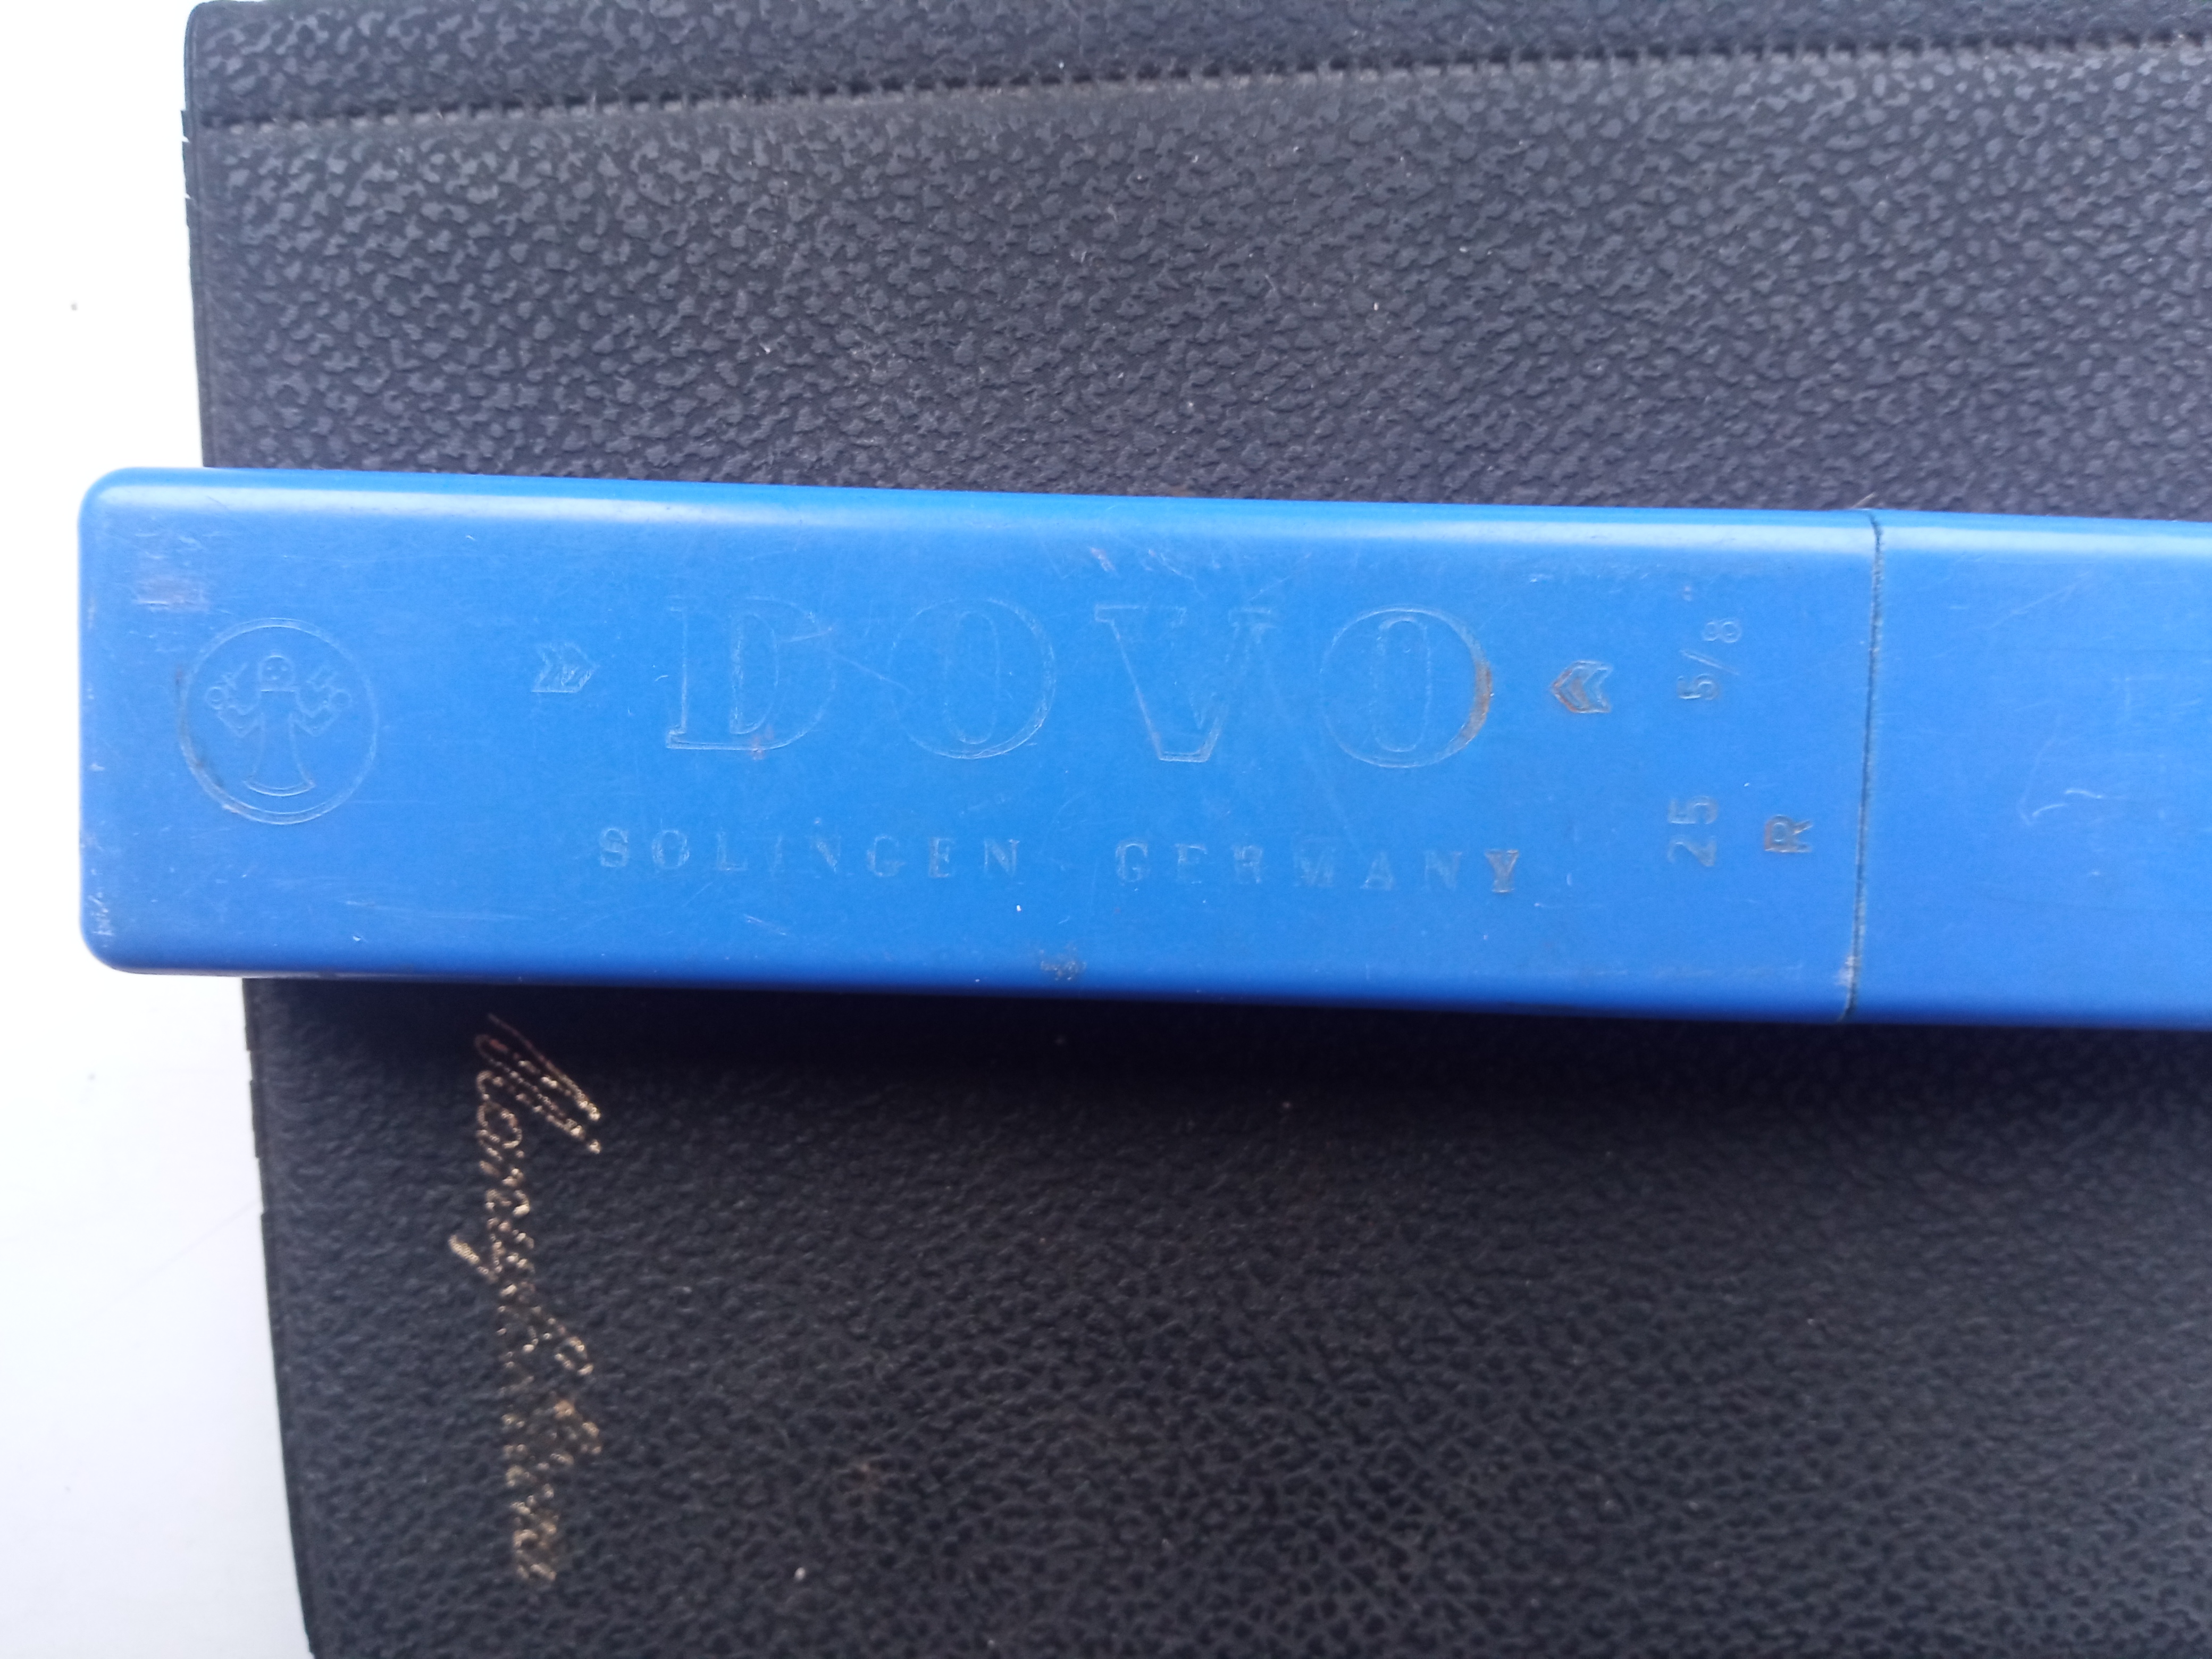 » DOVO «
SOLINGEN GERMANY
25 5/8
R